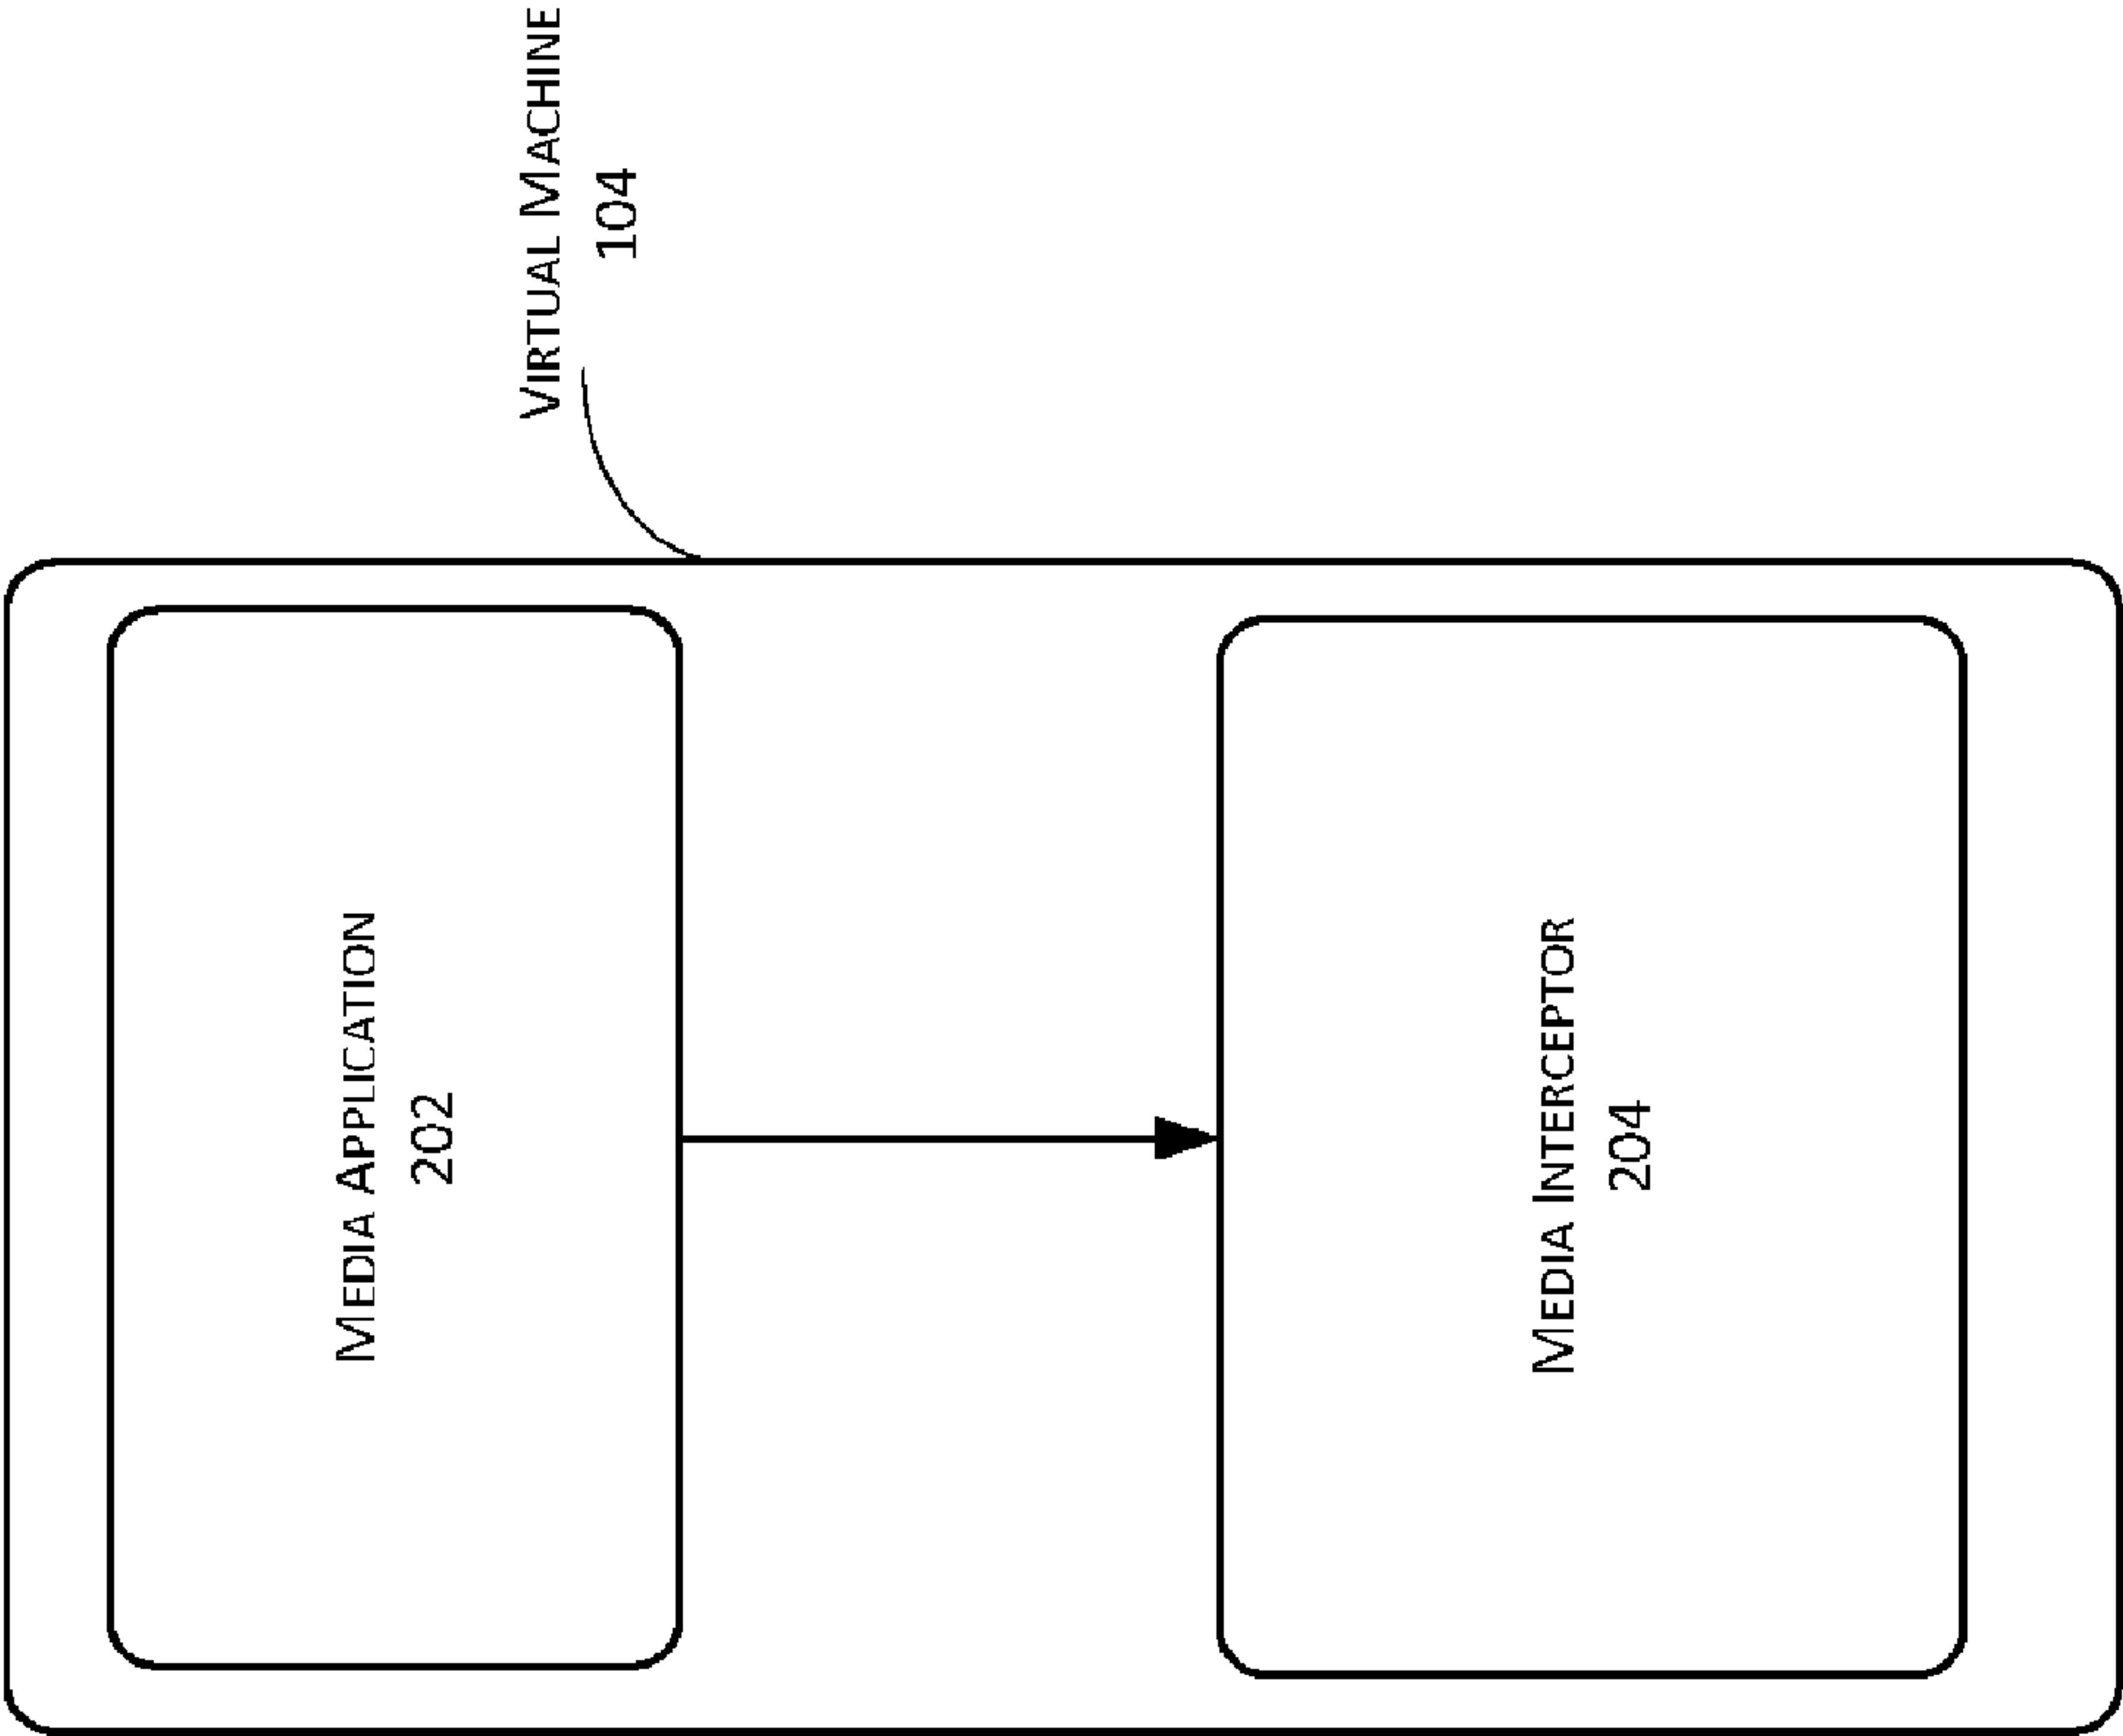 VIRTUAL MACHINE
104
MEDIA APPLICATION
202
MEDIA INTERCEPTOR
204